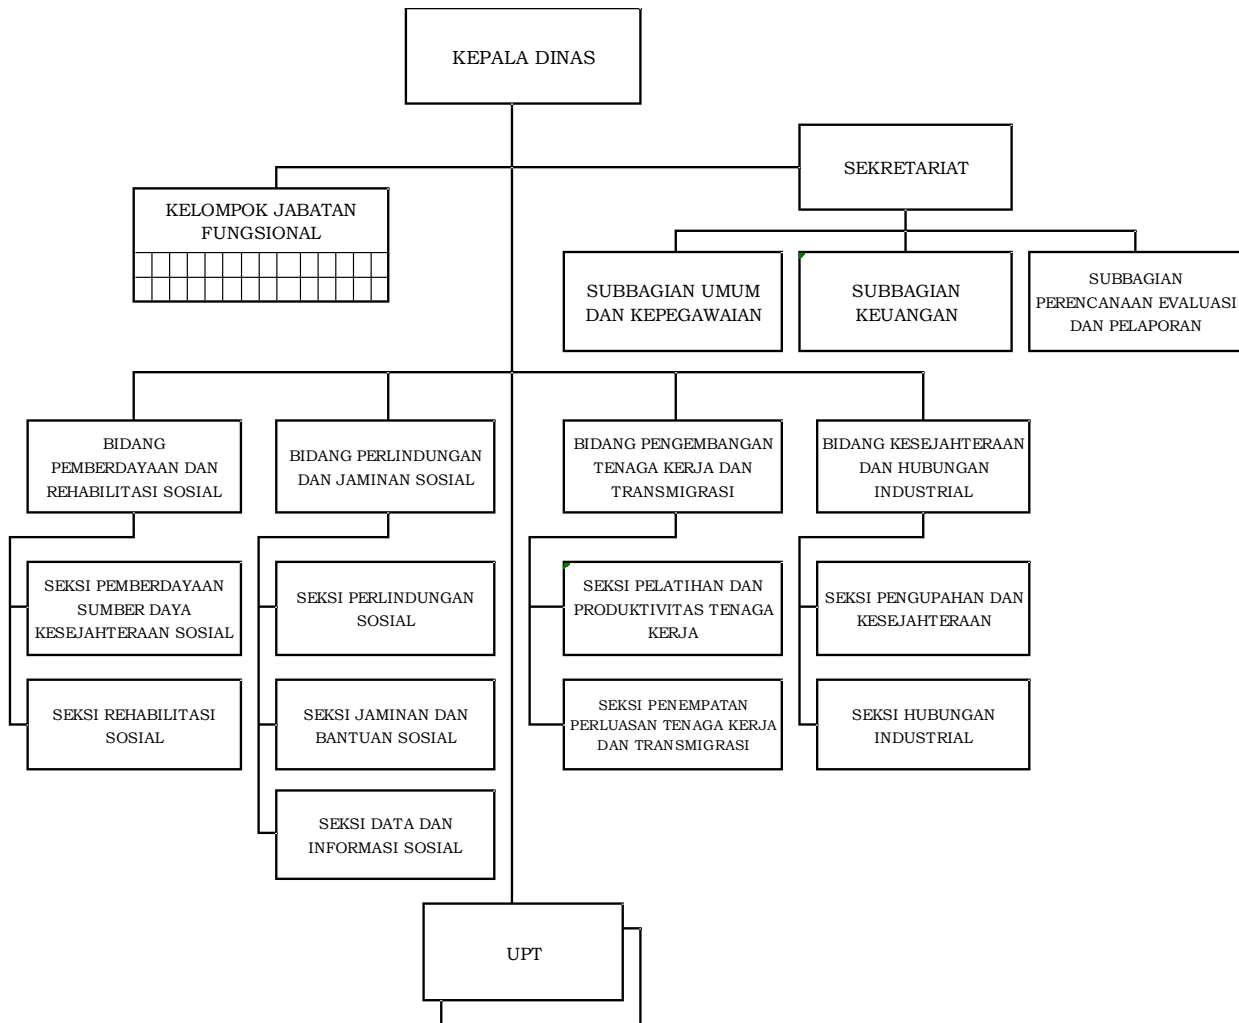 KEPALA DINAS
SEKRETARIAT
KELOMPOK JABATAN
FUNGSIONAL
SUBBAGIAN UMUM
DAN KEPEGAWAIAN
SUBBAGIAN
KEUANGAN
SUBBAGIAN
PERENCANAAN EVALUASI
DAN PELAPORAN
BIDANG
PEMBERDAYAAN DAN
REHABILITASI SOSIAL
BIDANG PERLINDUNGAN
DAN JAMINAN SOSIAL
BIDANG PENGEMBANGAN
TENAGA KERJA DAN
TRANSMIGRASI
BIDANG KESEJAHTERAAN
DAN HUBUNGAN
INDUSTRIAL
SEKSI PEMBERDAYAAN
SUMBER DAYA
KESEJAHTERAAN SOSIAL
SEKSI PERLINDUNGAN
SOSIAL
SEKSI PELATIHAN DAN
PRODUKTIVITAS TENAGA
KERJA
SEKSI PENGUPAHAN DAN
KESEJAHTERAAN
SEKSI REHABILITASI
SOSIAL
SEKSI JAMINAN DAN
BANTUAN SOSIAL
SEKSI PENEMPATAN
PERLUASAN TENAGA KERJA
DAN TRANSMIGRASI
SEKSI HUBUNGAN
INDUSTRIAL
SEKSI DATA DAN
INFORMASI SOSIAL
UPT